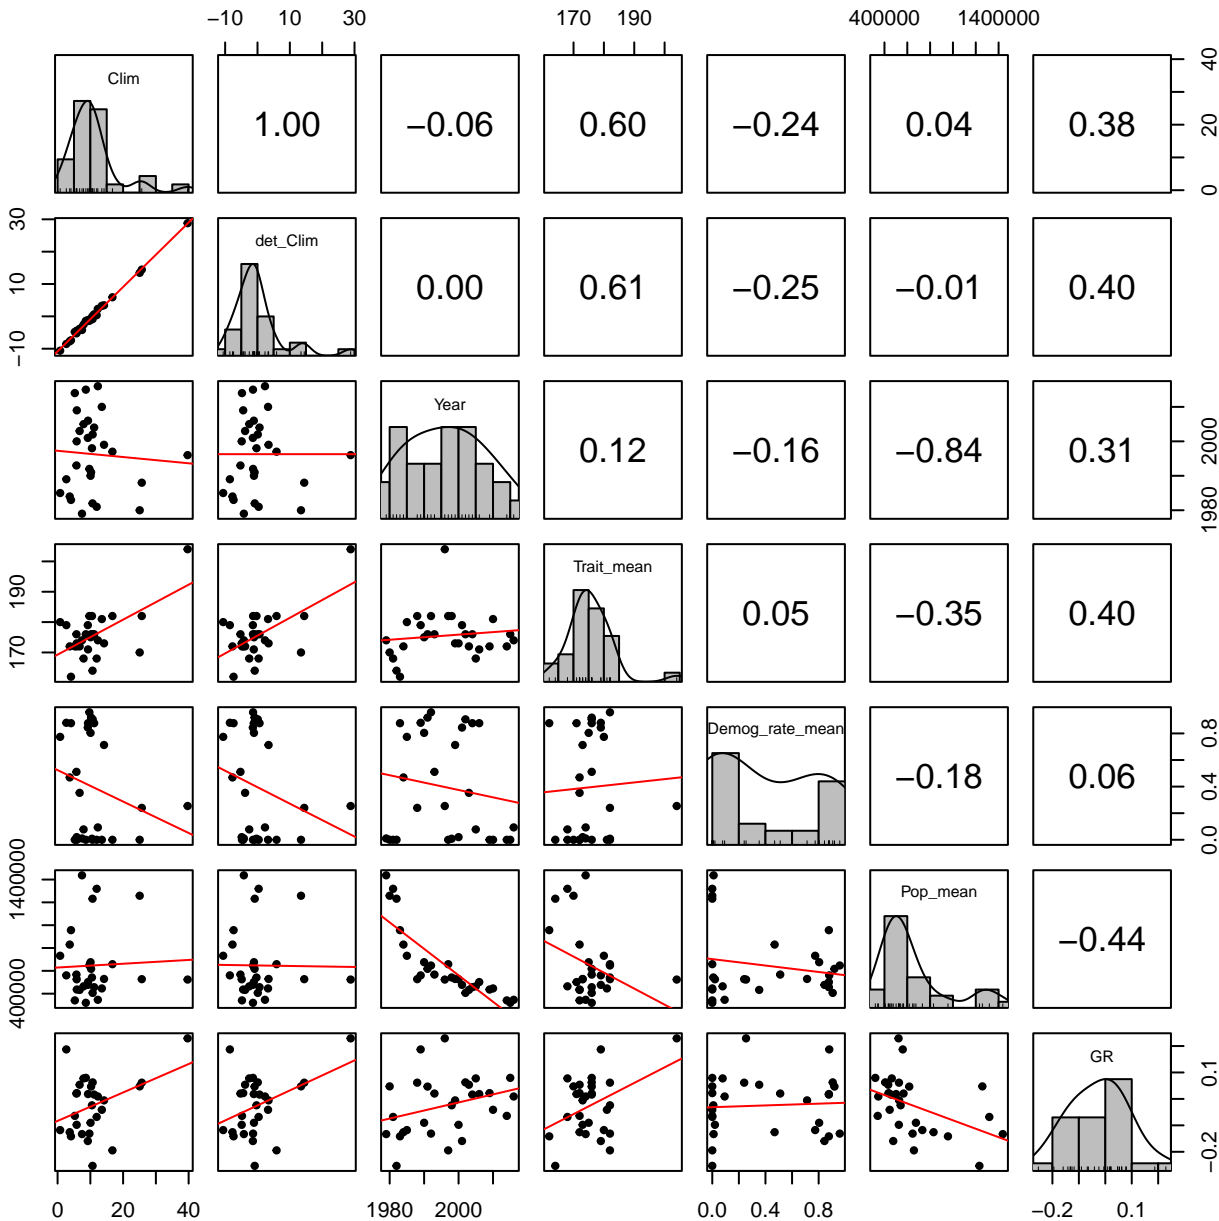 −10 10 30 170 190 400000 1400000
Clim
1.00 −0.06 0.60 −0.24 0.04 0.38
0 20 40
−10 10 30
det_Clim
0.00 0.61 −0.25 −0.01 0.40
Year
0.12 −0.16 −0.84 0.31
1980 2000
170 190
Trait_mean
0.05 −0.35 0.40
Demog_rate_mean
−0.18 0.06
0.0 0.4 0.8
400000 1400000
Pop_mean
−0.44
GR
−0.2 0.1
0 20 40 1980 2000 0.0 0.4 0.8 −0.2 0.1